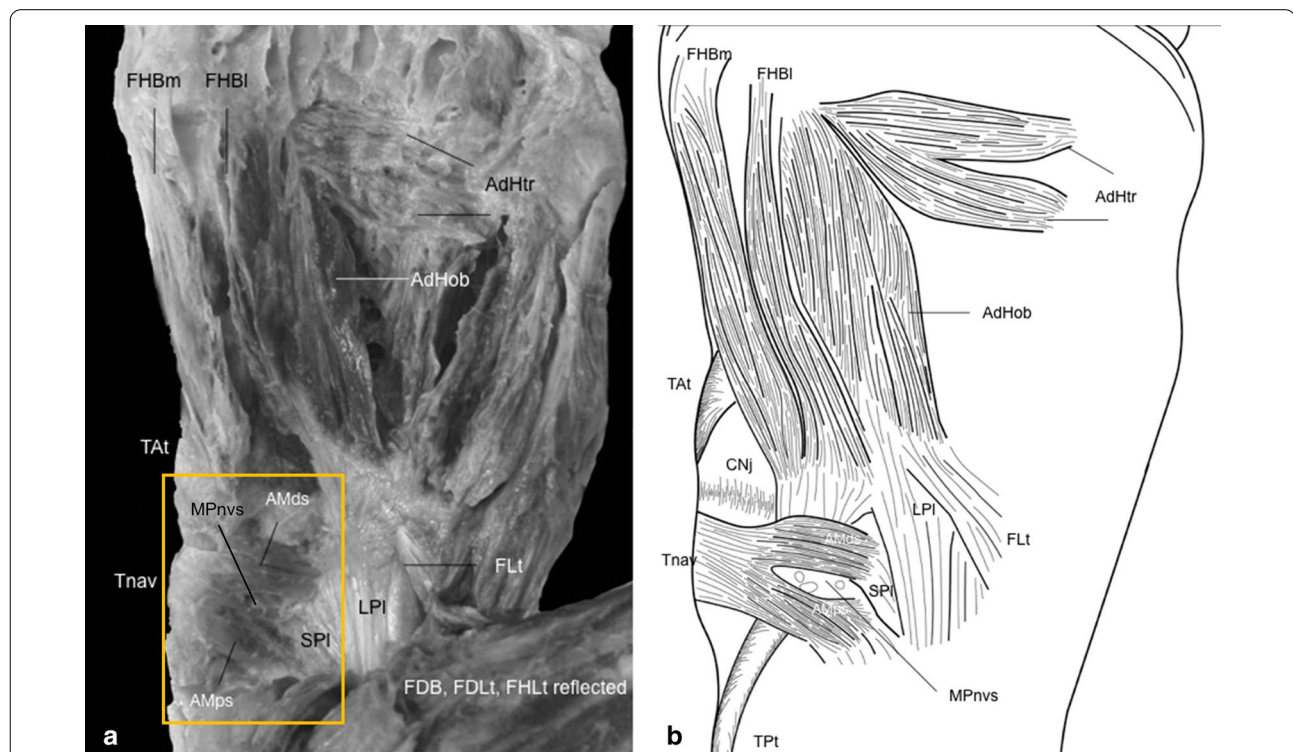 FHBm FHBl
AdHtr
AdHob
TAt
AMds
MPnvs
Tnav
FLt
LPl
SPl
AMps
FDB, FDLt, FHLt reflected
a
FHBm
FHBl
AdHtr
AdHob
TAt
CNj
LPl
AMds
FLt
Tnav
SPl
AMps
MPnvs
TPt
b